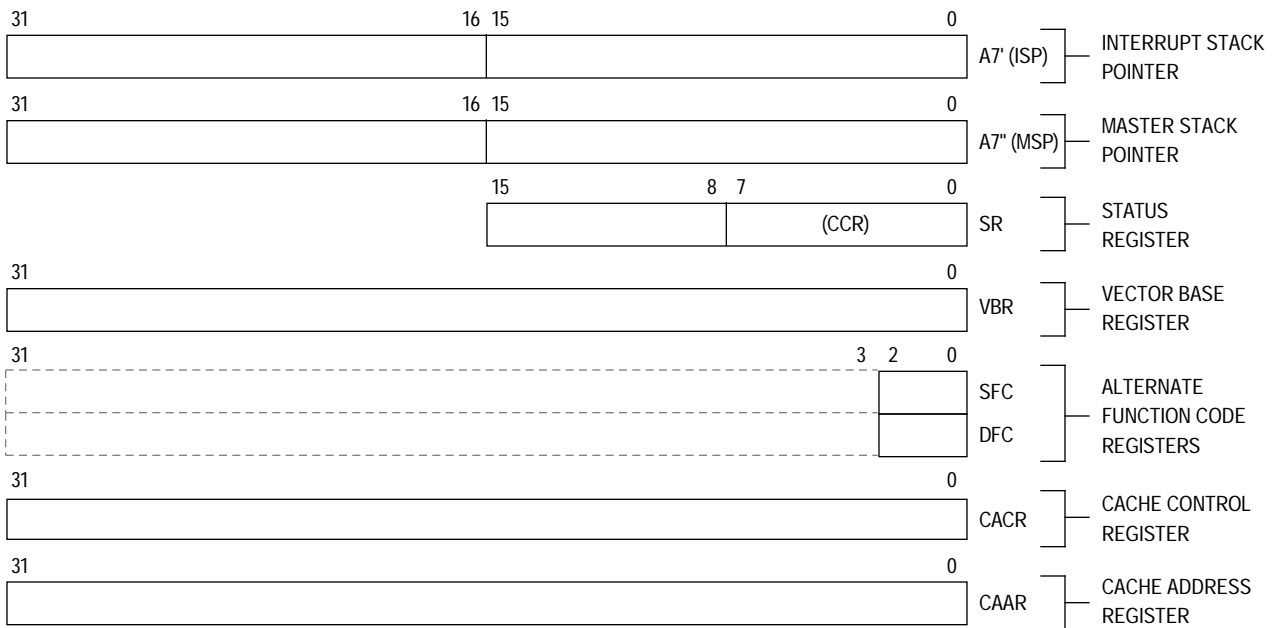 31 16 15 0
A7' (ISP) INTERRUPT STACK
POINTER
31 16 15 0
A7" (MSP) MASTER STACK
POINTER
15 8 7 0
(CCR) SR STATUS
REGISTER
31 0
VBR VECTOR BASE
REGISTER
31 3 2 0
SFC ALTERNATE
FUNCTION CODE
DFC REGISTERS
31 0
CACR CACHE CONTROL
REGISTER
31 0
CAAR CACHE ADDRESS
REGISTER